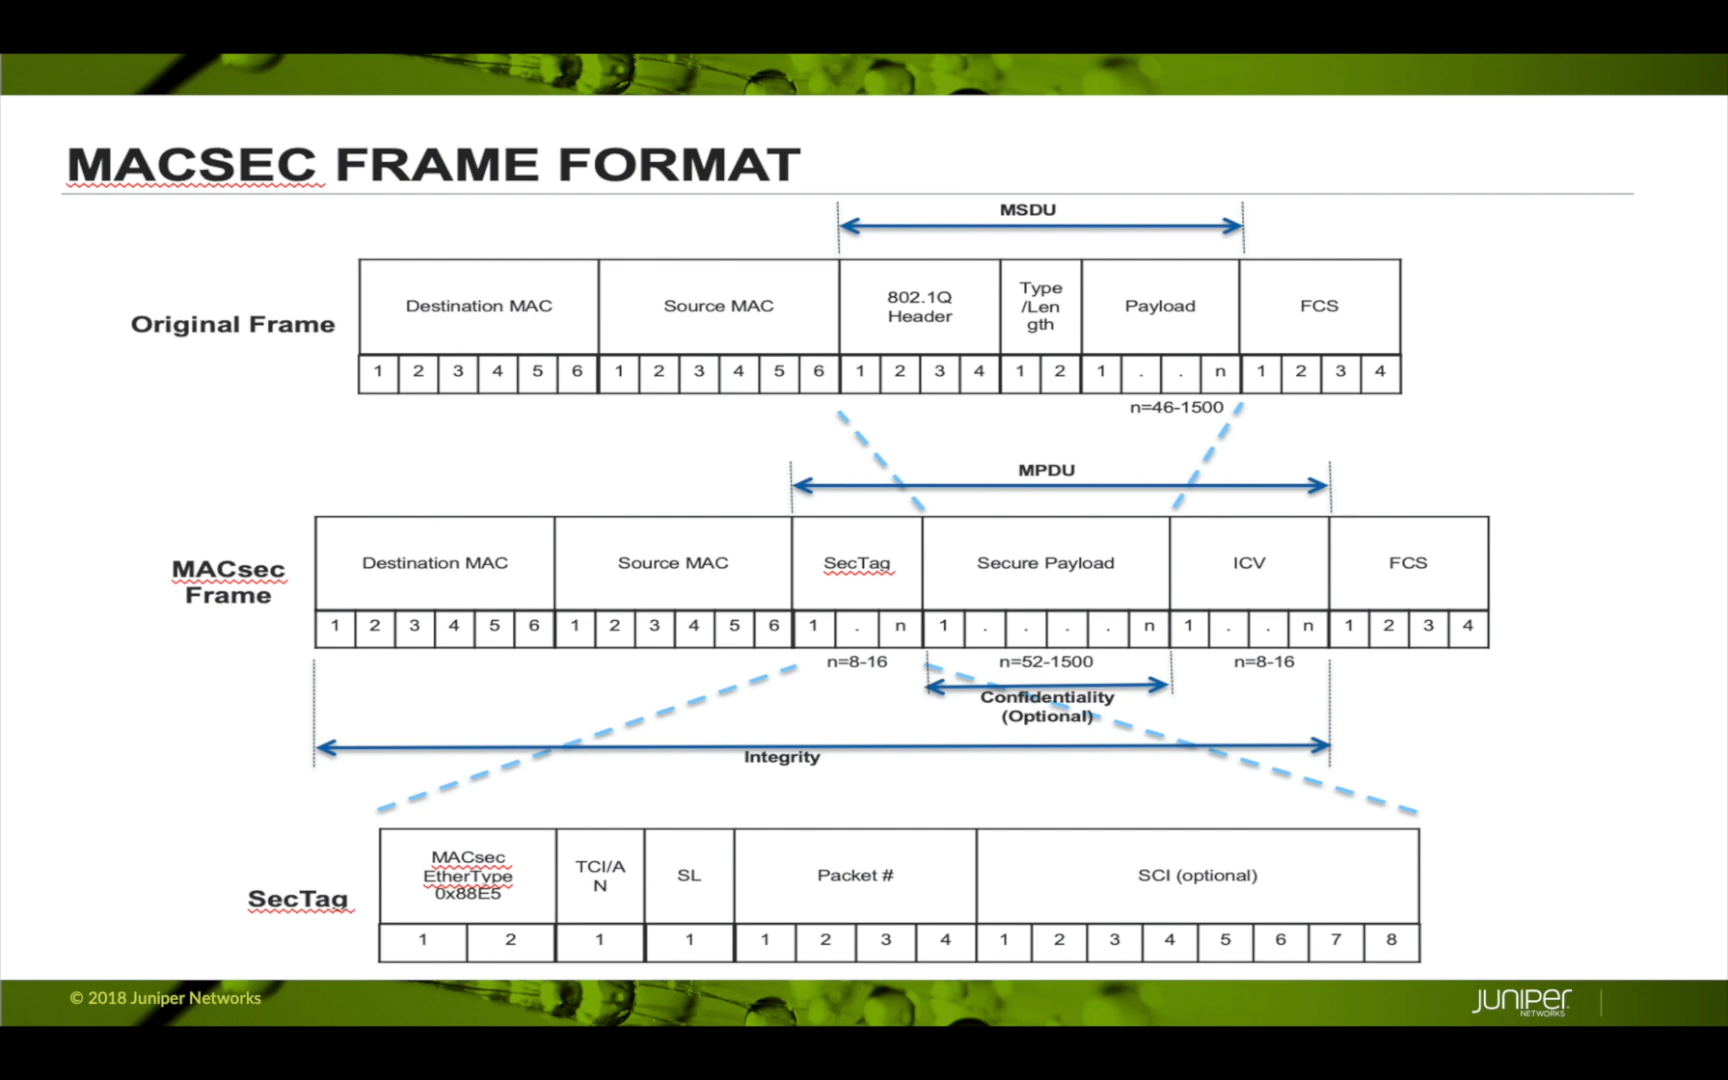 MACSEC FRAME FORMAT
MSDU
Original Frame
Destination MAC
Source MAC
802.1Q
Header
Type
/Len
gth
Payload
FCS
1 2 3 4 5 6 1 2 3 4 5 6 1 2 3 4 1 2 1 . . n 1 2 3 4
n=46-1500
MPDU
MACsec
Frame
Destination MAC
Source MAC
SecTag
Secure Payload
ICV
FCS
1 2 3 4 5 6 1 2 3 4 5 6 1 . n 1 . . . . n 1 . . n 1 2 3 4
n=8-16
n=52-1500
n=8-16
Confidentiality
(Optional)
Integrity
SecTag
MACsec
EtherType
0x88E5
TCI/A
N
SL
Packet #
SCI (optional)
1 2 1 1 1 2 3 4 1 2 3 4 5 6 7 8
© 2018 Juniper Networks
JUNIPER
NETWORKS